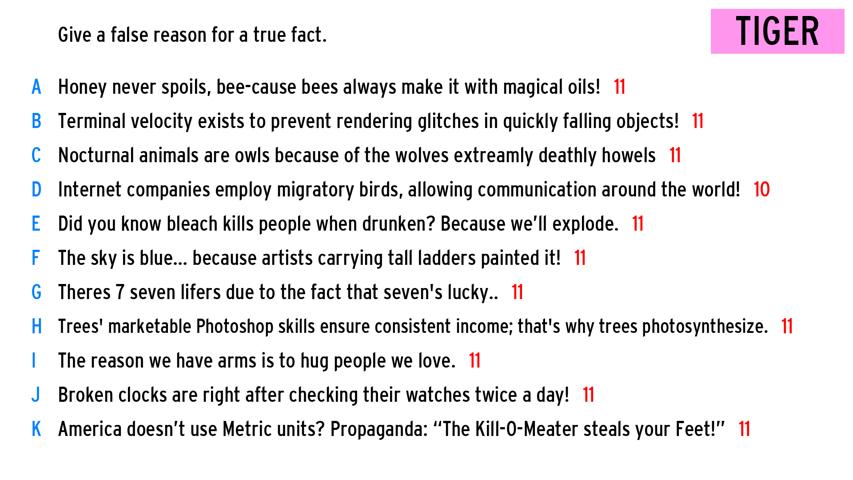 Give a false reason for a true fact.
TIGER
A Honey never spoils, bee-cause bees always make it with magical oils! 11
B Terminal velocity exists to prevent rendering glitches in quickly falling objects! 11
C Nocturnal animals are owls because of the wolves extreamly deathly howels 11
D Internet companies employ migratory birds, allowing communication around the world! 10
E Did you know bleach kills people when drunken? Because we’ll explode. 11
F The sky is blue... because artists carrying tall ladders painted it! 11
G Theres 7 seven lifers due to the fact that seven's lucky.. 11
H Trees' marketable Photoshop skills ensure consistent income; that's why trees photosynthesize. 11
I The reason we have arms is to hug people we love. 11
J Broken clocks are right after checking their watches twice a day! 11
K America doesn’t use Metric units? Propaganda: “The Kill-O-Meater steals your Feet!” 11